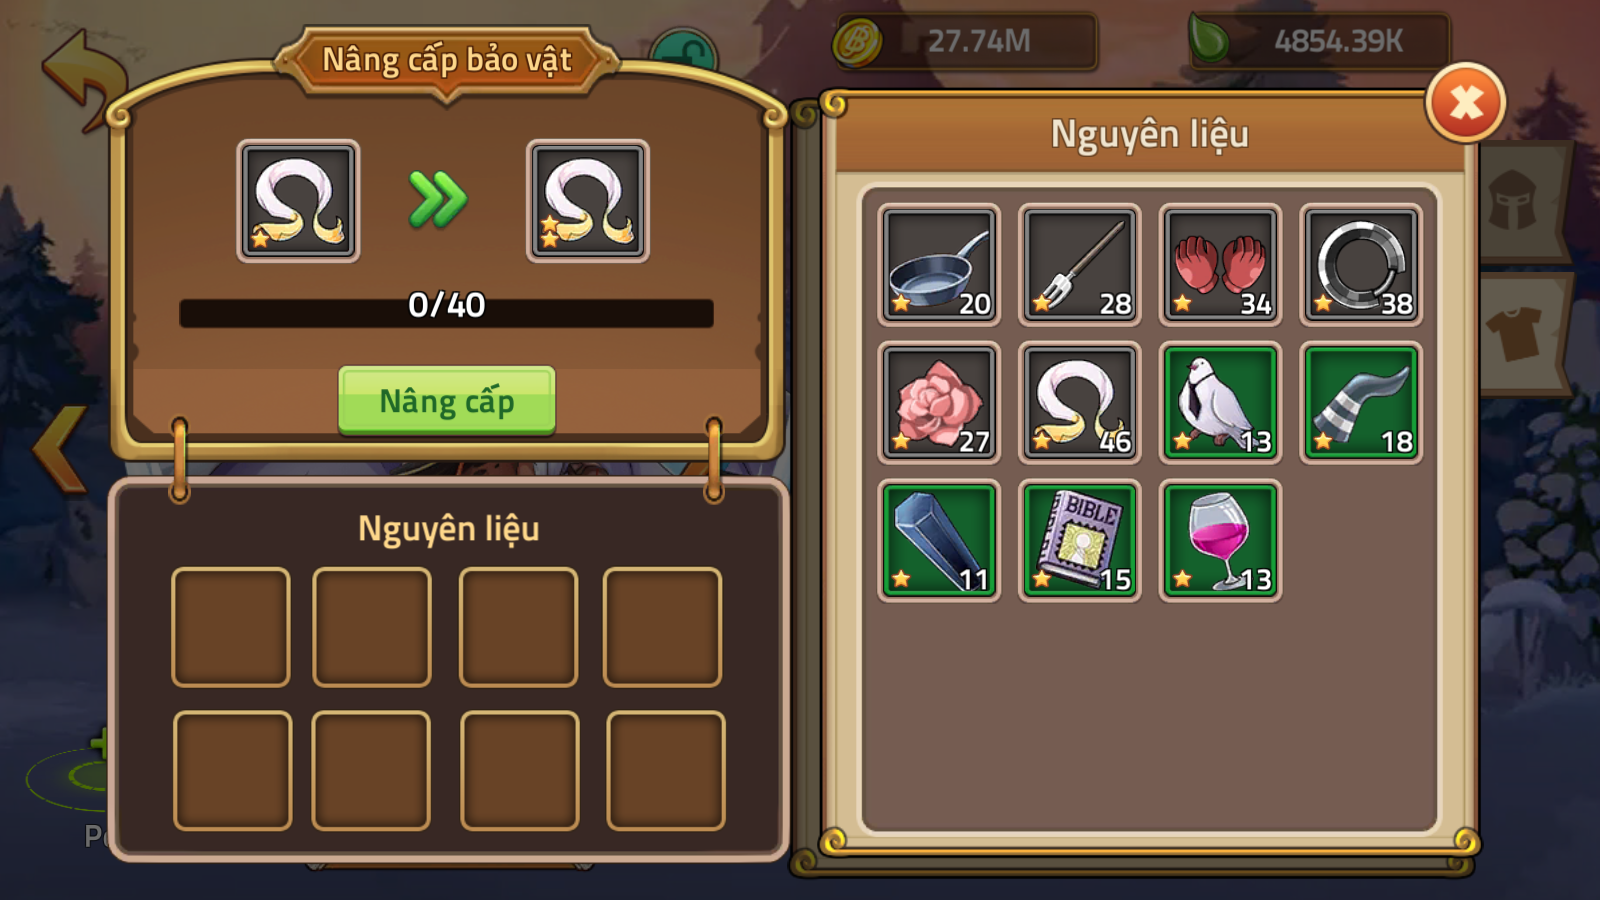 Nâng cấp bảo vật
27.74M
4854.39K
0/40
Nâng cấp
Nguyên liệu
Nguyên liệu
20
28
34
38
27
46
13
18
11
BIBLE
15
13